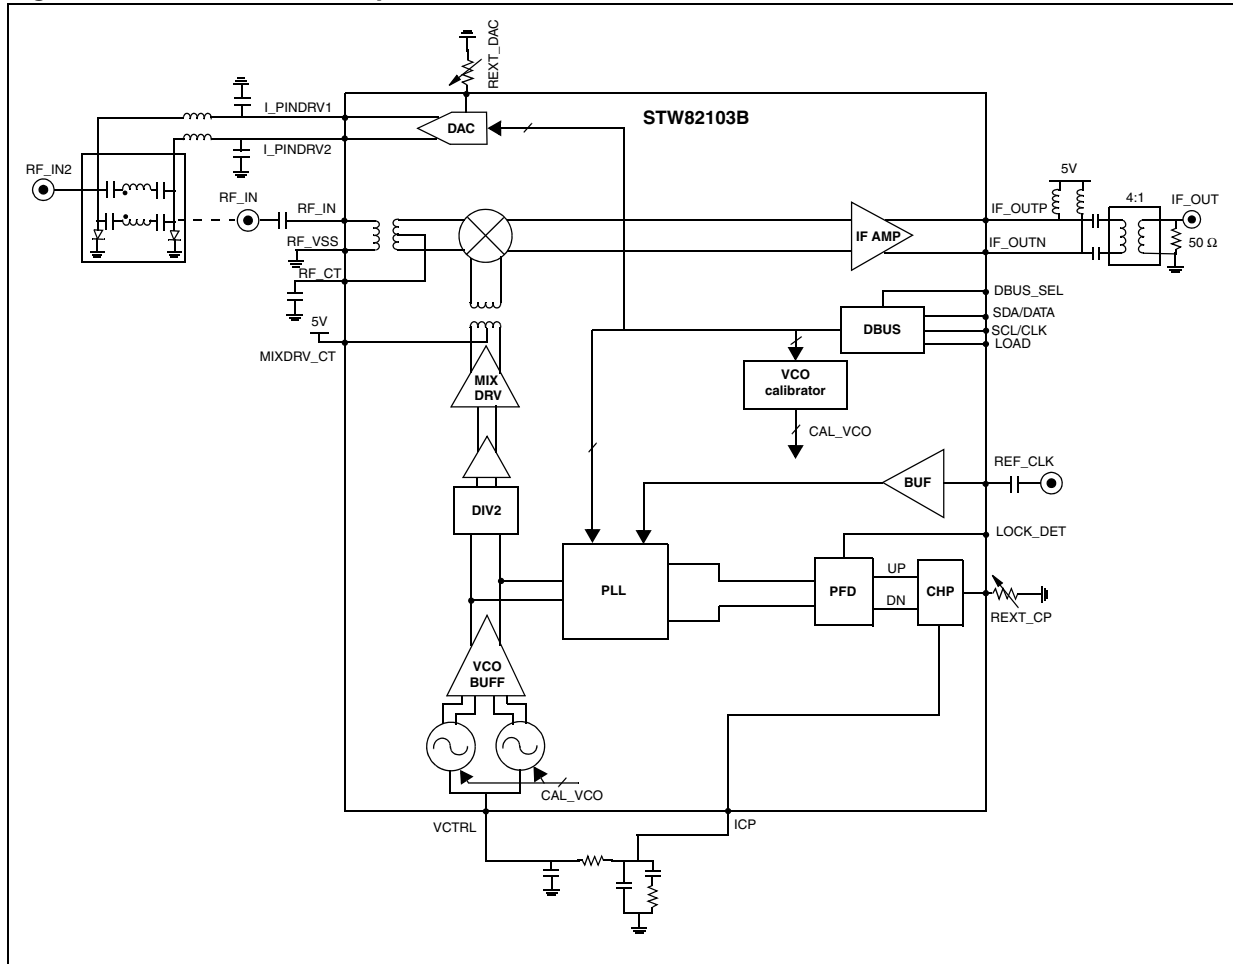 REXT_DAC
I_PINDRV1
STW82103B
DAC
I_PINDRV2
RF_IN2
5V
RF_IN
RF_IN
4:1
IF_OUT
IF_OUTP
IF AMP
50 Ω
RF_VSS
IF_OUTN
RF_CT
DBUS_SEL
5V
SDA/DATA
DBUS
SCL/CLK
LOAD
MIXDRV_CT
VCO
calibrator
MIX
DRV
CAL_VCO
REF_CLK
BUF
DIV2
LOCK_DET
UP
PLL
PFD
CHP
DN
REXT_CP
VCO
BUFF
CAL_VCO
VCTRL
ICP